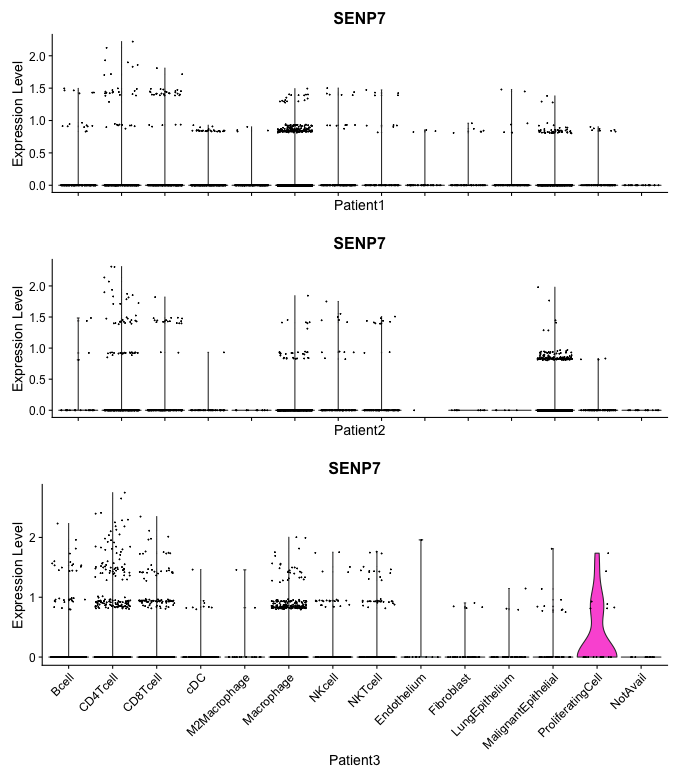 SENP7
Expression Level
2.0
1.5
1.0
0.5
0.0
Patient1
SENP7
Expression Level
2.0
1.5
1.0
0.5
0.0
Patient2
SENP7
Expression Level
2
1
0
Bcell
CD4Tcell
CD8Tcell
cDC
M2Macrophage
Macrophage
NKcell
NKTcell
Endothelium
Fibroblast
LungEpithelium
MalignantEpithelial
ProliferatingCell
NotAvail
Patient3